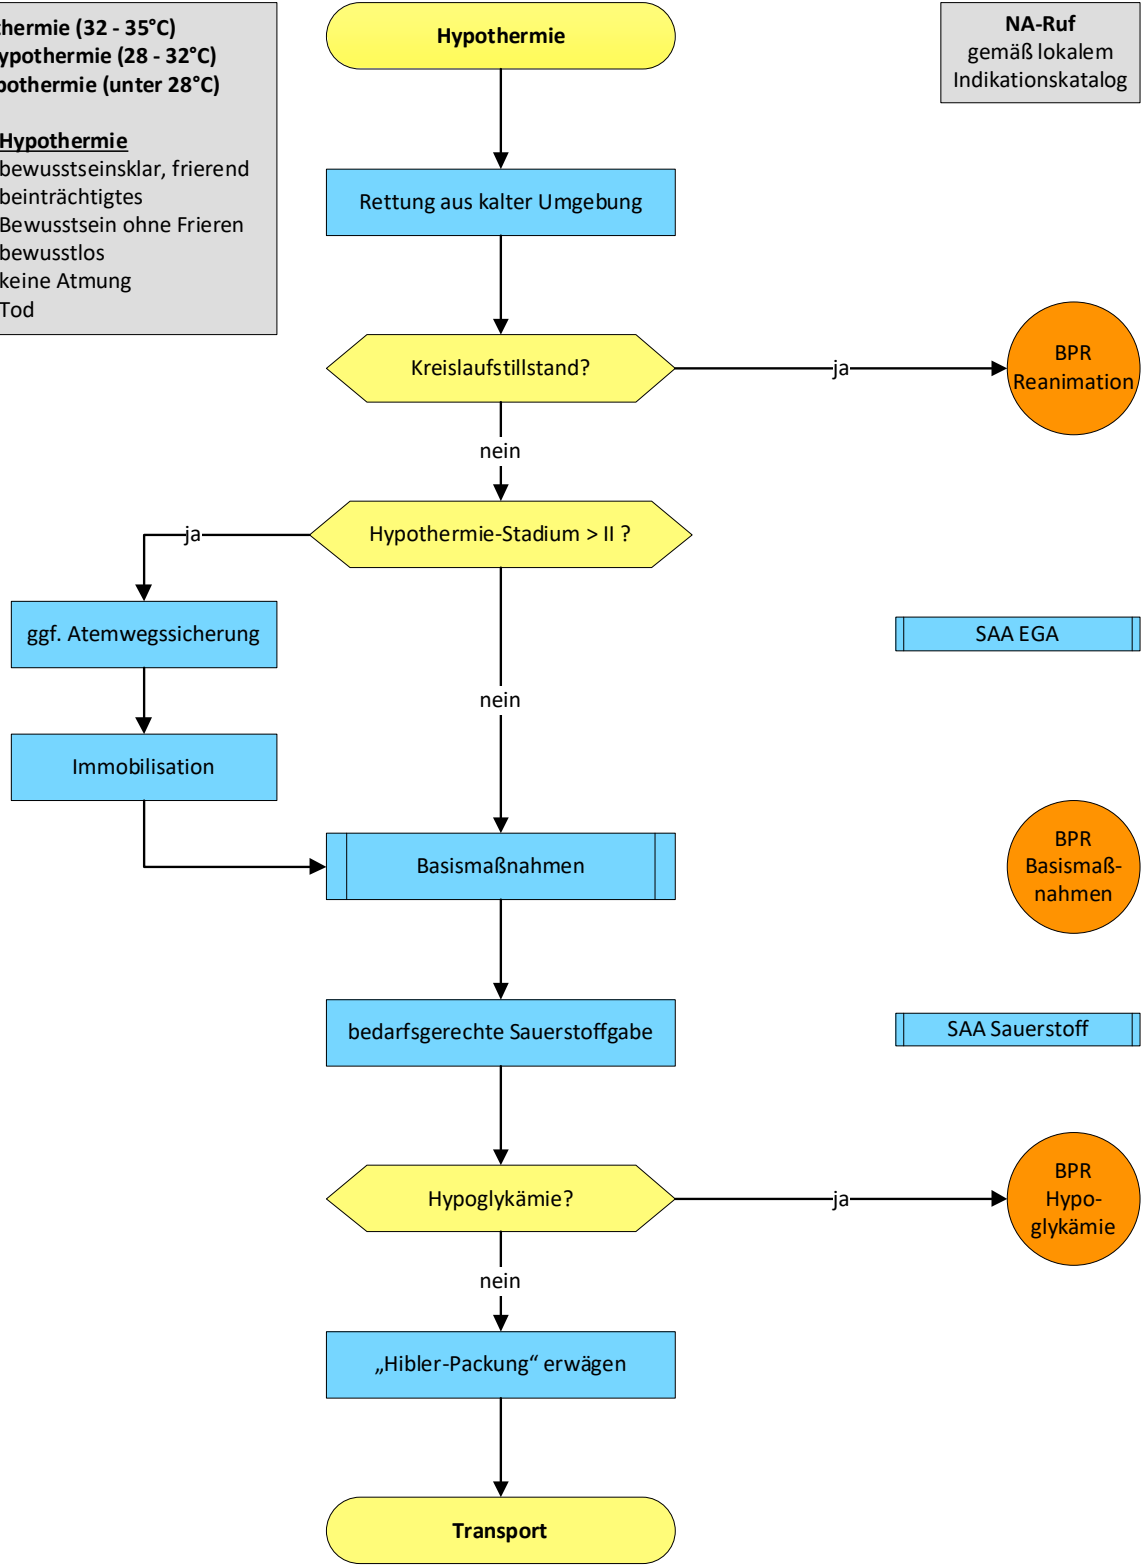 thermie (32 - 35°C)
ypothermie (28 - 32°C)
pothermie (unter 28°C)
Hypothermie
bewusstseinsklar, frierend
beinträchtigtes
Bewusstsein ohne Frieren
bewusstlos
keine Atmung
Tod
Hypothermie
NA-Ruf
gemäß lokalem
Indikationskatalog
Rettung aus kalter Umgebung
Kreislaufstillstand?
ja
BPR
Reanimation
nein
Hypothermie-Stadium > II ?
ja
ggf. Atemwegssicherung
SAA EGA
nein
Immobilisation
Basismaßnahmen
BPR
Basismaß-
nahmen
bedarfsgerechte Sauerstoffgabe
SAA Sauerstoff
Hypoglykämie?
ja
BPR
Hypo-
glykämie
nein
„Hibler-Packung“ erwägen
Transport